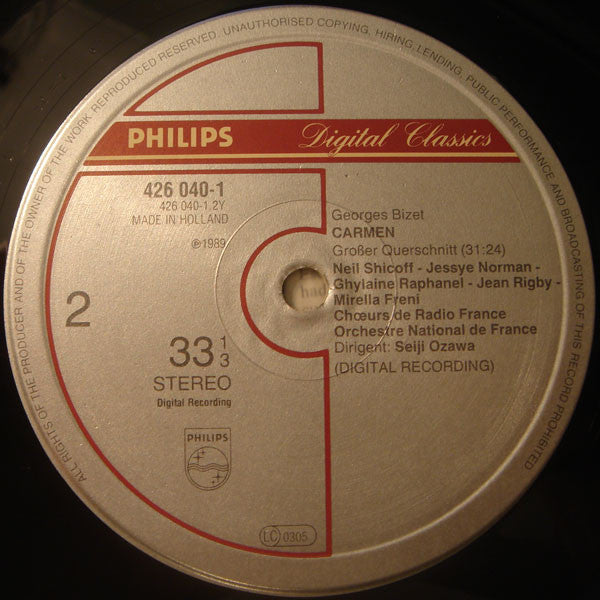 ALL RIGHTS OF THE PRODUCER AND OF THE OWNER OF THE WORK REPRODUCED RESERVED. UNAUTHORISED COPYING, HIRING, LENDING, PUBLIC PERFORMANCE AND BROADCASTING OF THIS RECORD PROHIBITED
PHILIPS Digital Classics
426 040-1
426 040-1.2Y
MADE IN HOLLAND
℗1989
Georges Bizet
CARMEN
Großer Querschnitt (31:24)
Neil Shicoff - Jessye Norman -
Ghylaine Raphanel - Jean Rigby -
Mirella Freni
Chœurs de Radio France
Orchestre National de France
Dirigent: Seiji Ozawa
(DIGITAL RECORDING)
2
33 1/3
STEREO
Digital Recording
PHILIPS
LC 0305
had